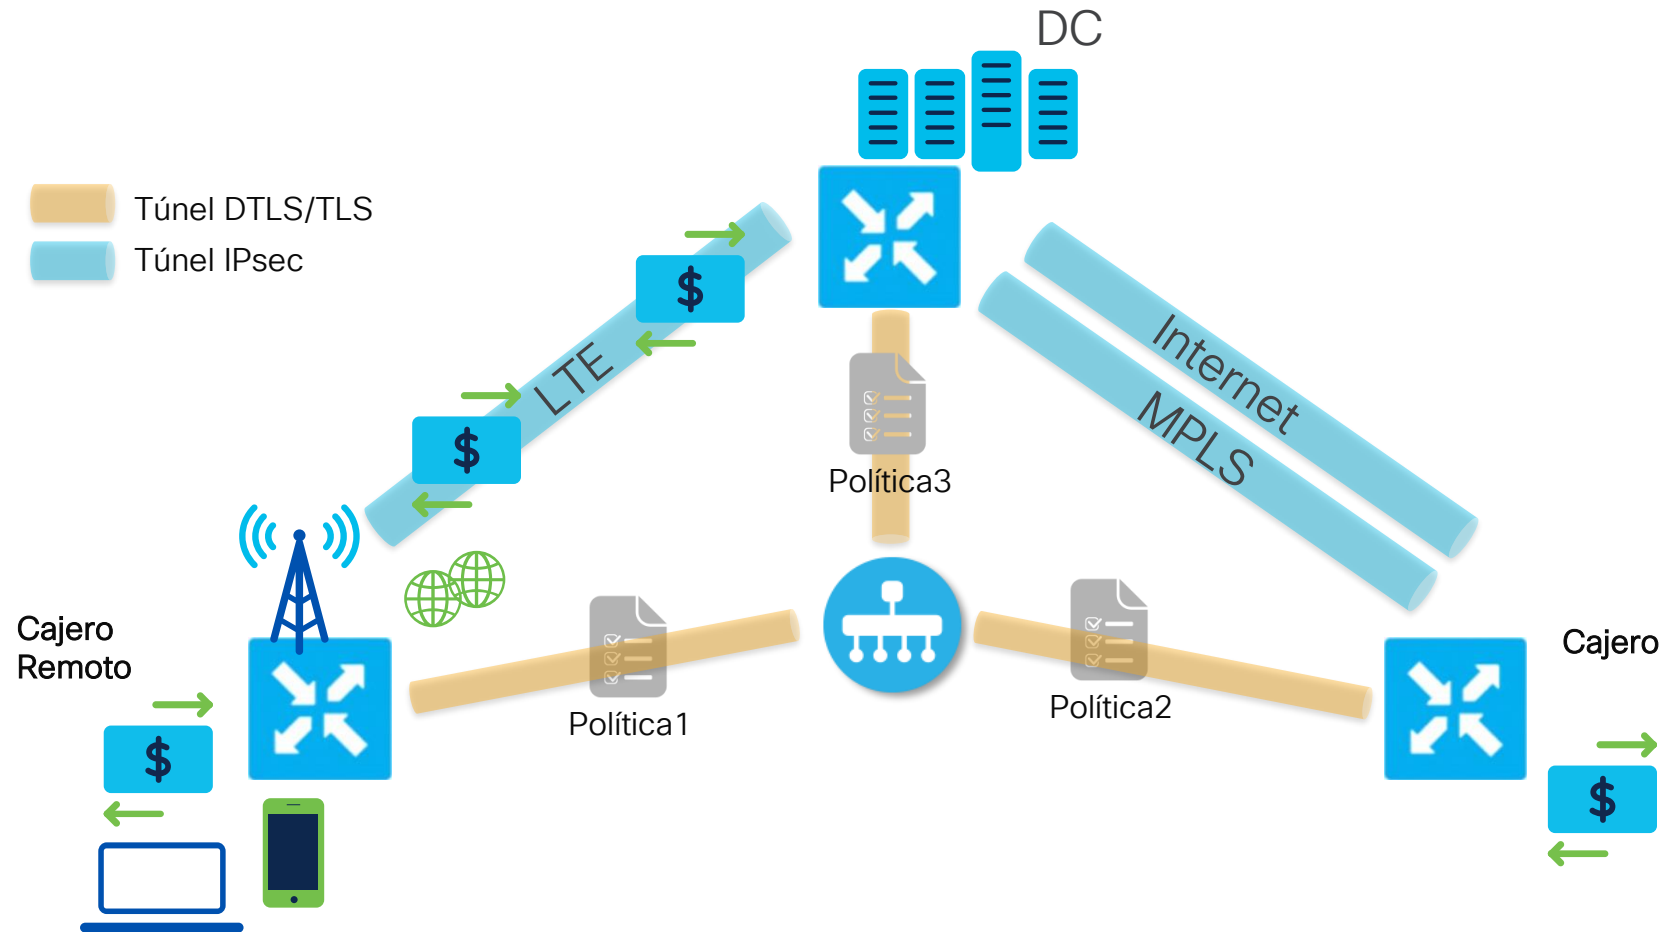 DC
Túnel DTLS/TLS
Túnel IPsec
$
LTE
$
Internet
MPLS
Política3
Cajero
Remoto
Cajero
Política1
Política2
$
$